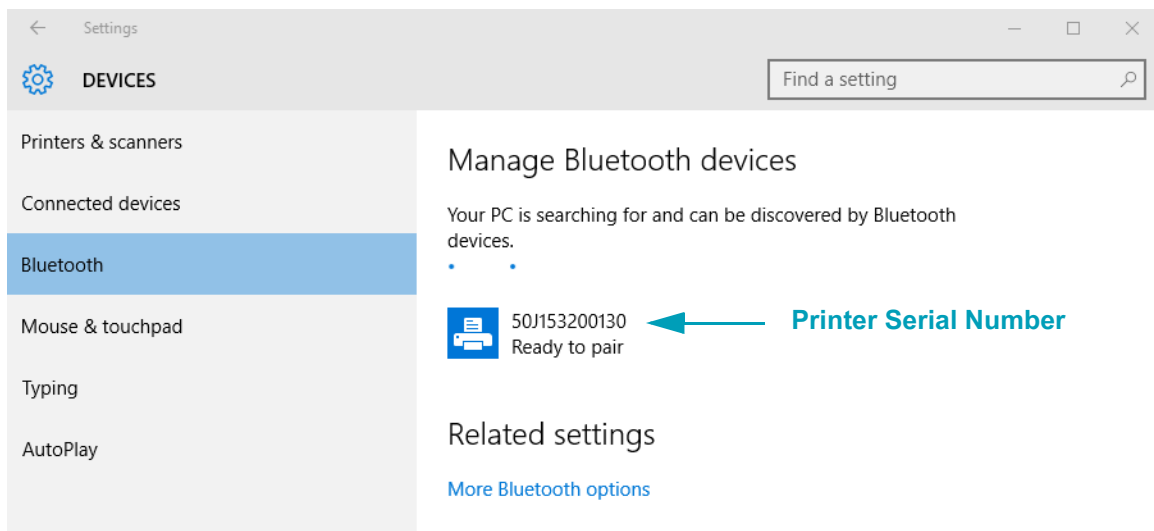 Settings
DEVICES
Find a setting
Printers & scanners
Connected devices
Bluetooth
Mouse & touchpad
Typing
AutoPlay
Manage Bluetooth devices
Your PC is searching for and can be discovered by Bluetooth
devices.
50J153200130
Printer Serial Number
Ready to pair
Related settings
More Bluetooth options